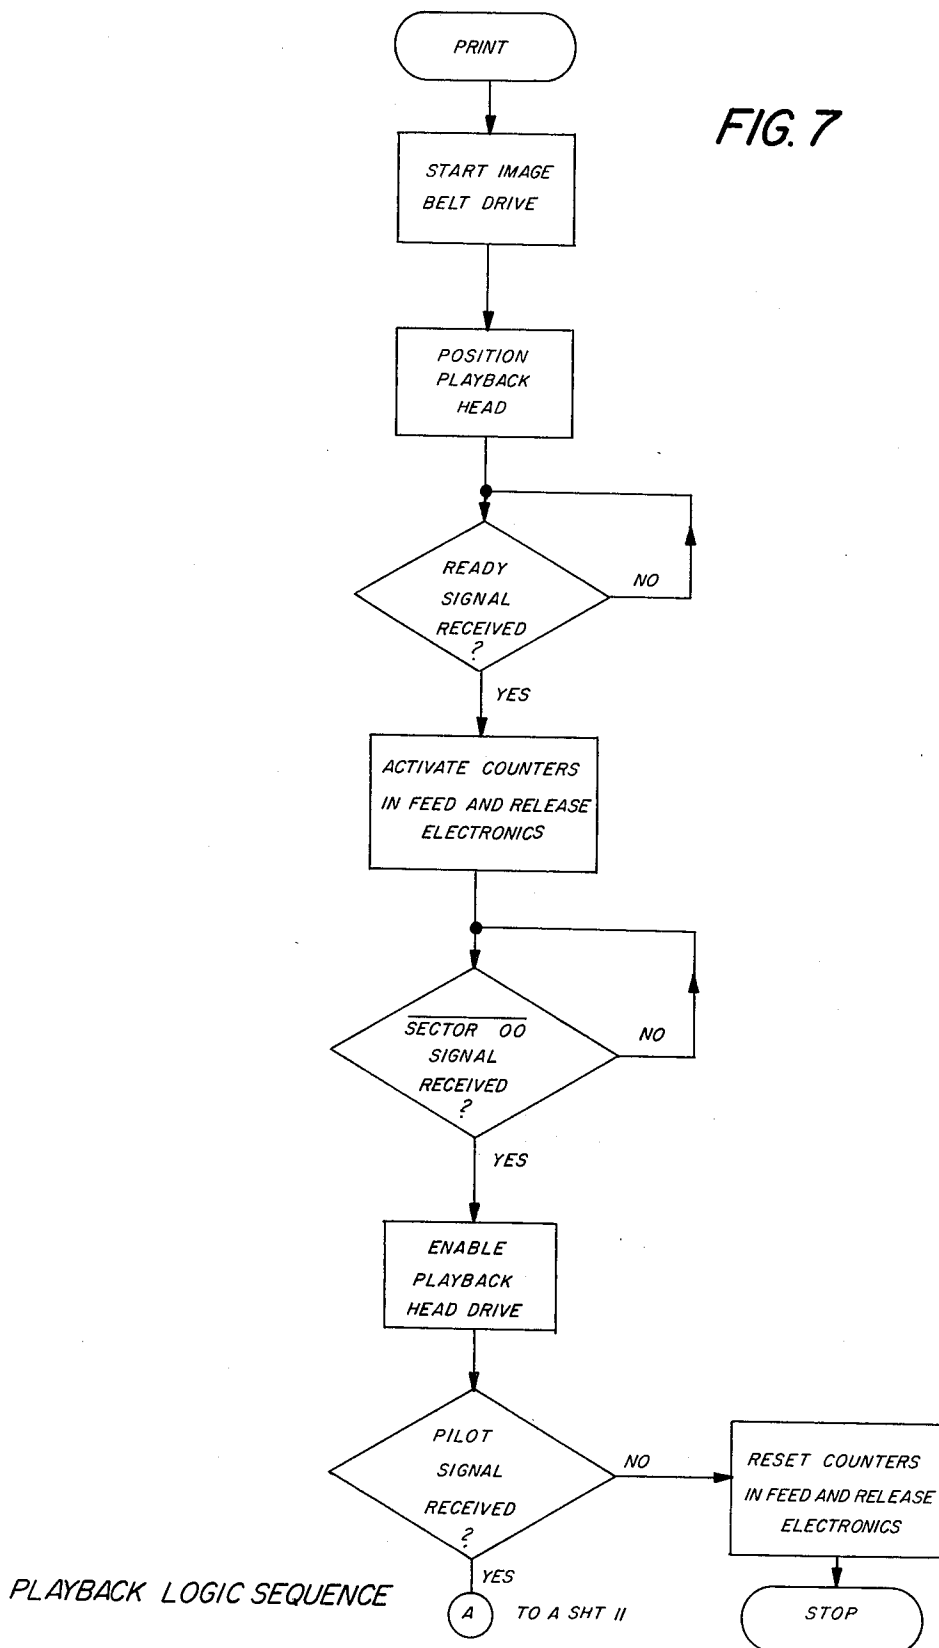 PRINT
FIG. 7
START IMAGE
BELT DRIVE
POSITION
PLAYBACK
HEAD
READY
SIGNAL
RECEIVED
?
NO
YES
ACTIVATE COUNTERS
IN FEED AND RELEASE
ELECTRONICS
SECTOR 00
SIGNAL
RECEIVED
?
NO
YES
ENABLE
PLAYBACK
HEAD DRIVE
PILOT
SIGNAL
RECEIVED
?
NO
RESET COUNTERS
IN FEED AND RELEASE
ELECTRONICS
YES
PLAYBACK LOGIC SEQUENCE
A
TO A SHT 11
STOP